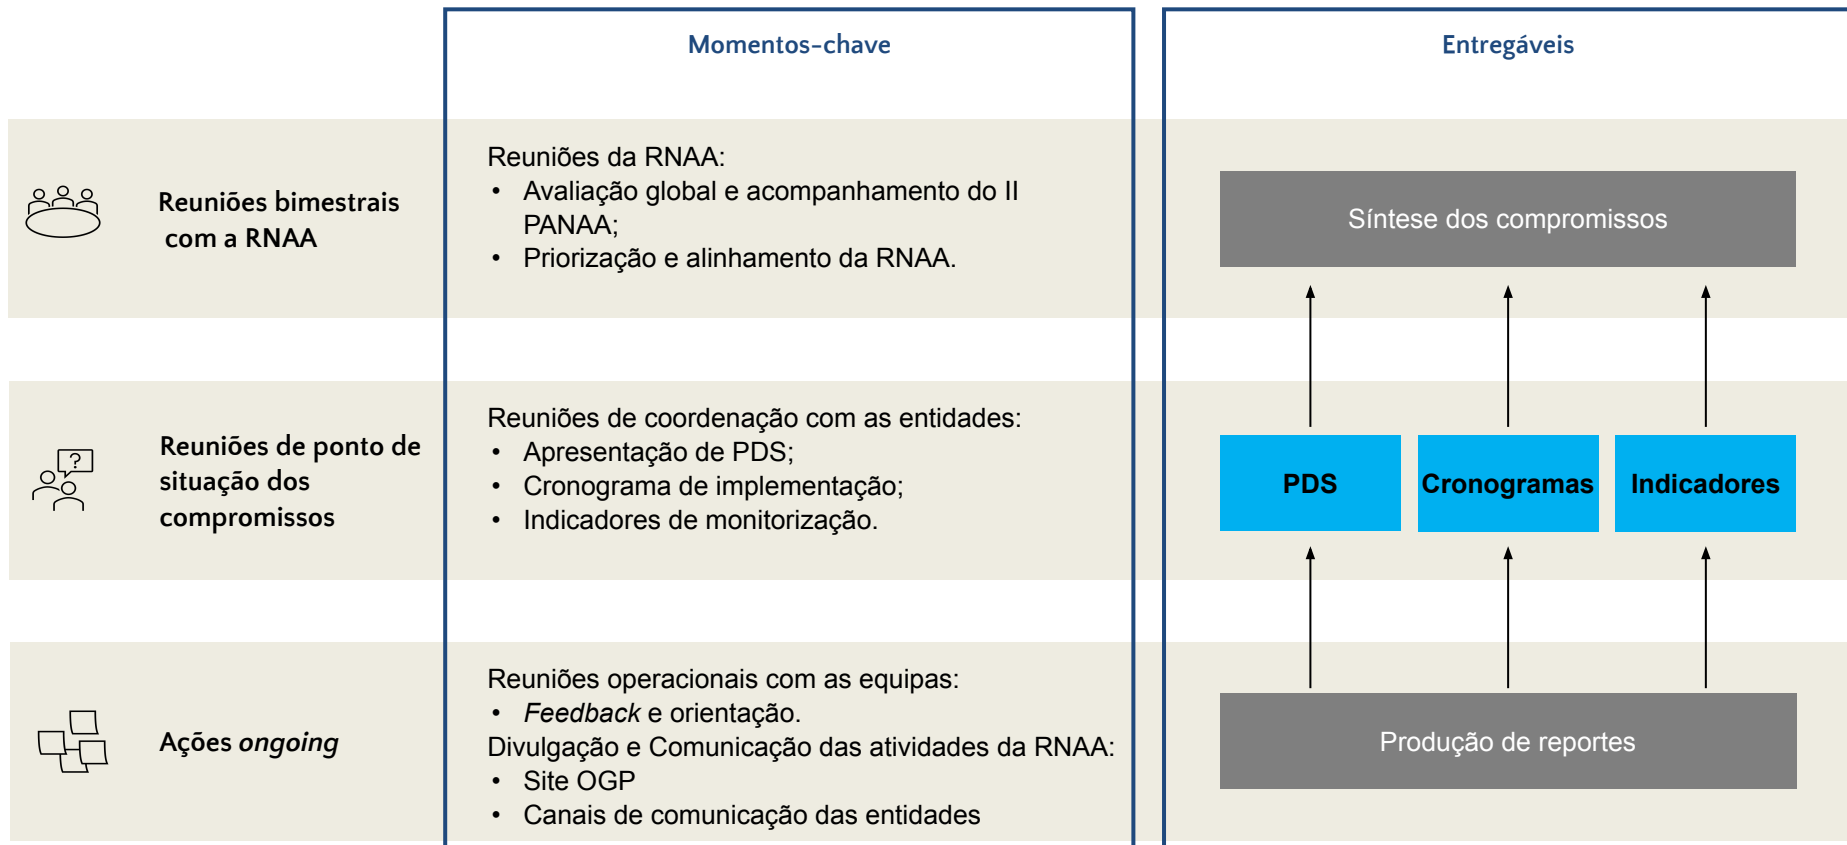 Momentos-chave
Entregáveis
Reuniões bimestrais
com a RNAA
Reuniões da RNAA:
• Avaliação global e acompanhamento do II
PANAA;
• Priorização e alinhamento da RNAA.
Síntese dos compromissos
Reuniões de ponto de
situação dos
compromissos
?
Reuniões de coordenação com as entidades:
• Apresentação de PDS;
• Cronograma de implementação;
• Indicadores de monitorização.
PDS
Cronogramas
Indicadores
Ações ongoing
Reuniões operacionais com as equipas:
• Feedback e orientação.
Divulgação e Comunicação das atividades da RNAA:
• Site OGP
• Canais de comunicação das entidades
Produção de reportes